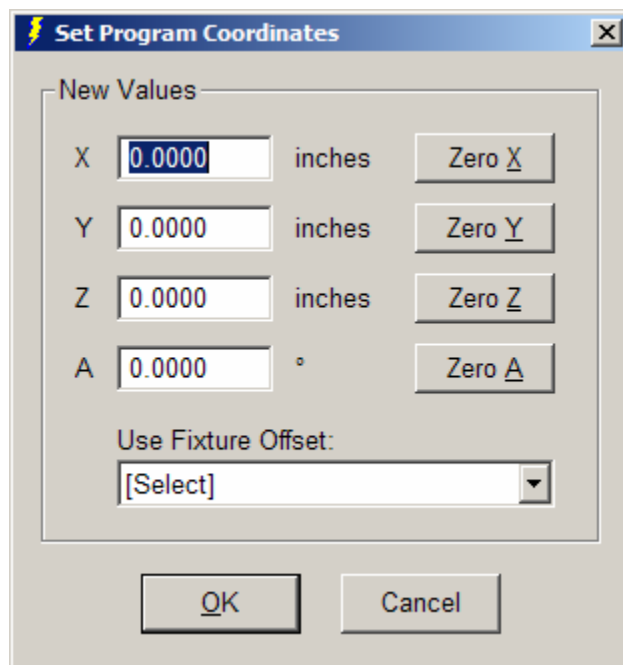 Set Program Coordinates
New Values
X 0.0000 inches Zero X
Y 0.0000 inches Zero Y
Z 0.0000 inches Zero Z
A 0.0000 ° Zero A
Use Fixture Offset:
[Select]
OK Cancel